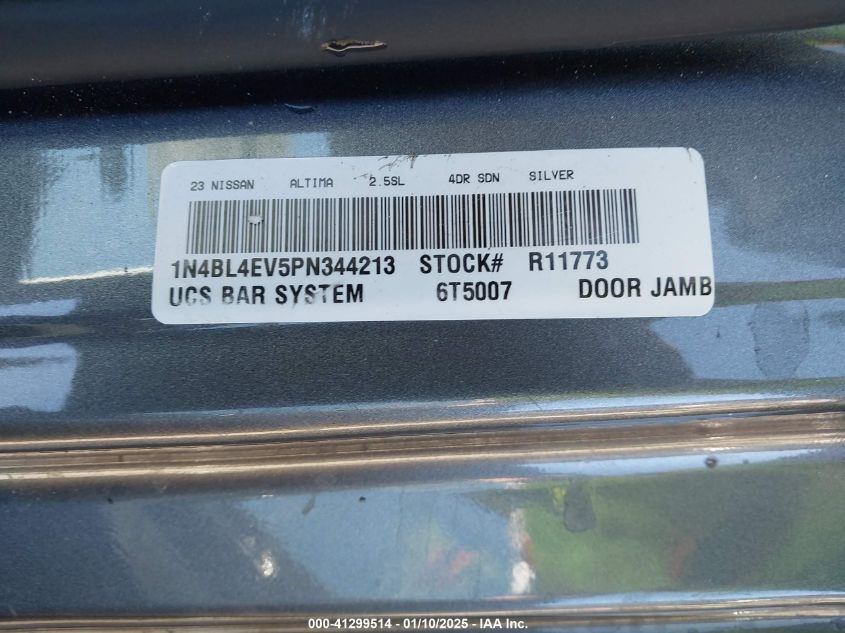 23 NISSAN ALTIMA 2.5SL 4DR SDN SILVER
1N4BL4EV5PN344213 STOCK# R11773
UCS BAR SYSTEM 6T5007 DOOR JAMB
000-41299514 - 01/10/2025 - © IAA Inc.